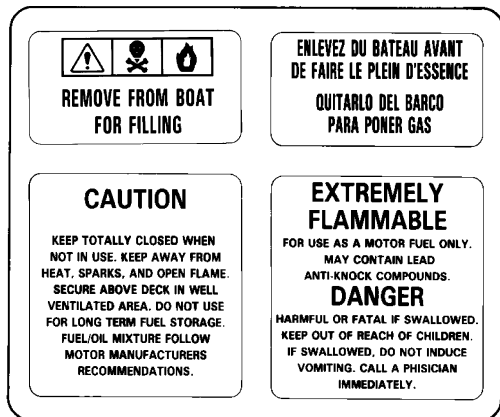 REMOVE FROM BOAT
FOR FILLING
ENLEVEZ DU BATEAU AVANT
DE FAIRE LE PLEIN D'ESSENCE
QUITARLO DEL BARCO
PARA PONER GAS
CAUTION
KEEP TOTALLY CLOSED WHEN
NOT IN USE. KEEP AWAY FROM
HEAT, SPARKS, AND OPEN FLAME.
SECURE ABOVE DECK IN WELL
VENTILATED AREA. DO NOT USE
FOR LONG TERM FUEL STORAGE.
FUEL/OIL MIXTURE FOLLOW
MOTOR MANUFACTURERS
RECOMMENDATIONS.
EXTREMELY
FLAMMABLE
FOR USE AS A MOTOR FUEL ONLY.
MAY CONTAIN LEAD
ANTI-KNOCK COMPOUNDS.
DANGER
HARMFUL OR FATAL IF SWALLOWED.
KEEP OUT OF REACH OF CHILDREN.
IF SWALLOWED, DO NOT INDUCE
VOMITING. CALL A PHISICIAN
IMMEDIATELY.